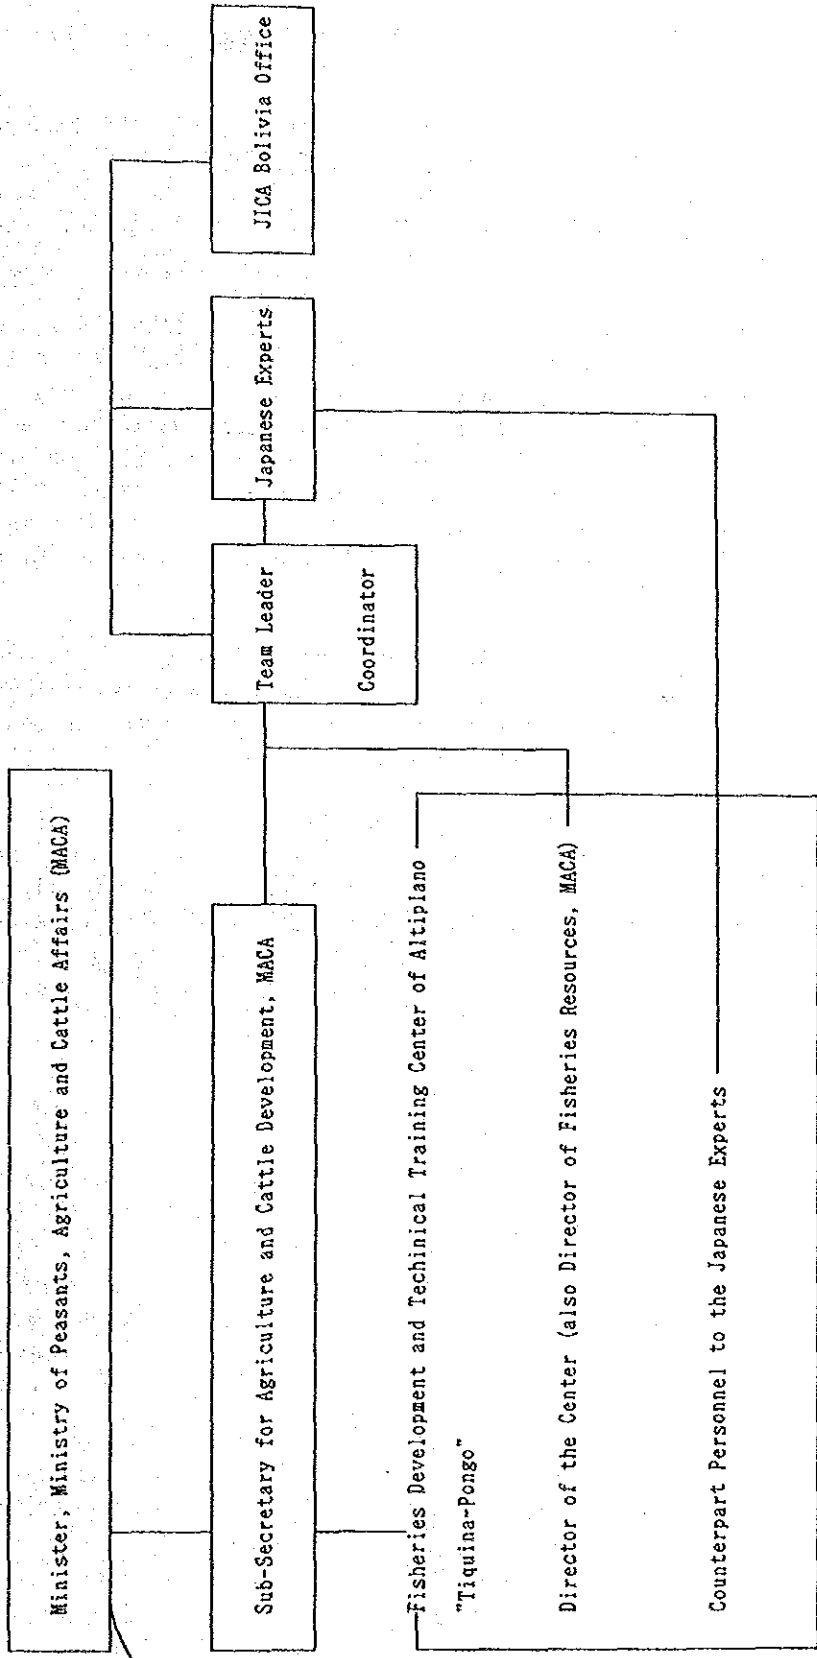 Minister, Ministry of Peasants, Agriculture and Cattle Affairs (MACA)
Sub-Secretary for Agriculture and Cattle Development, MACA
Team Leader
Coordinator
Japanese Experts
JICA Bolivia Office
Fisheries Development and Techinical Training Center of Altiplano
"Tiquina-Pongo"
Director of the Center (also Director of Fisheries Resources, MACA)
Counterpart Personnel to the Japanese Experts